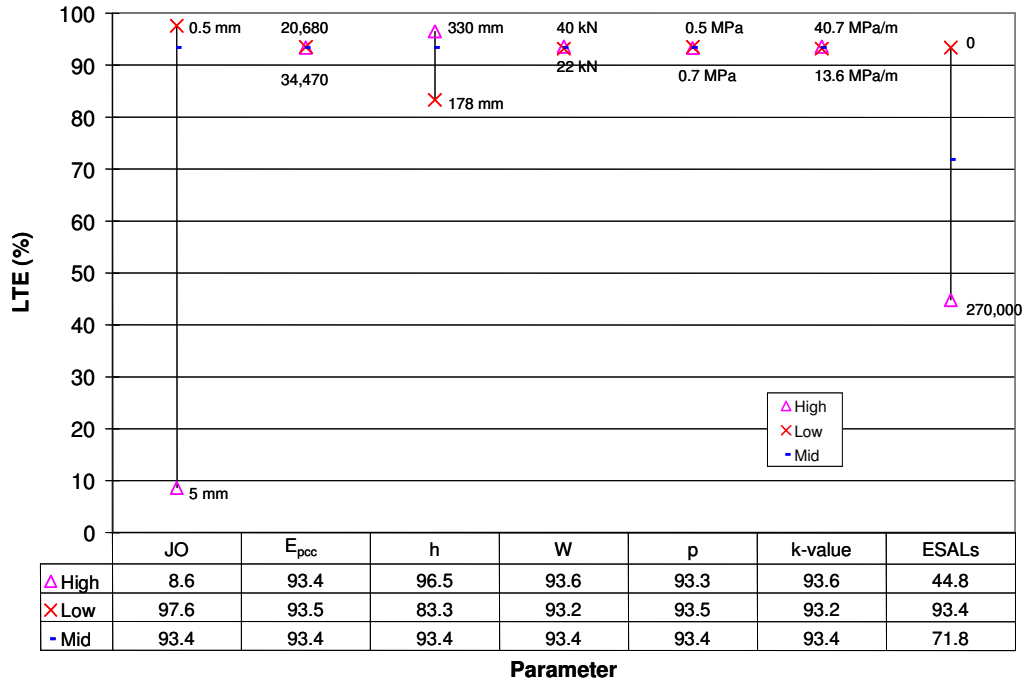 LTE (%)
100
90
80
70
60
50
40
30
20
10
0
0.5 mm
5 mm
20,680
34,470
330 mm
178 mm
40 kN
22 kN
0.5 MPa
0.7 MPa
40.7 MPa/m
13.6 MPa/m
0
270,000
High
Low
Mid
JO Epcc h W p k-value ESALs
High 8.6 93.4 96.5 93.6 93.3 93.6 44.8
Low 97.6 93.5 83.3 93.2 93.5 93.2 93.4
Mid 93.4 93.4 93.4 93.4 93.4 93.4 71.8
Parameter